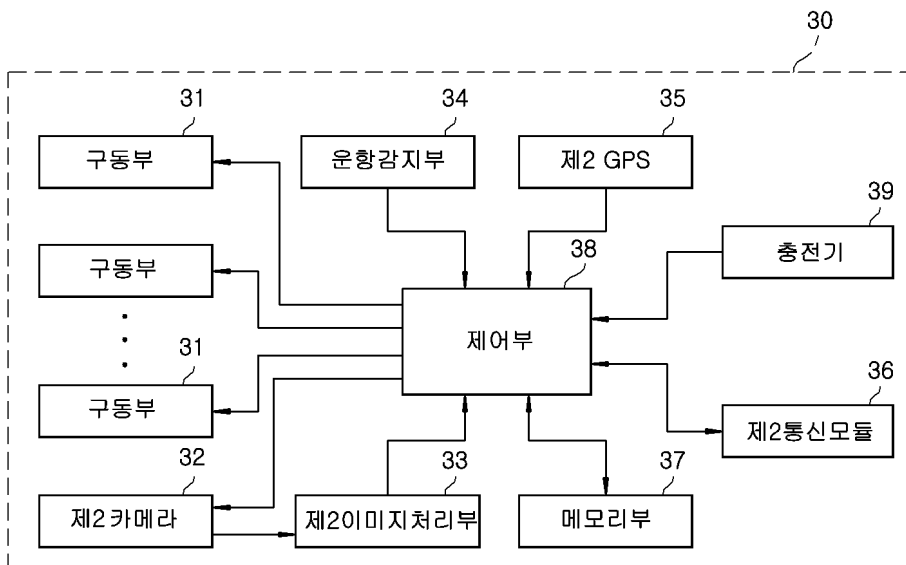 30
31
34
35
구동부
운항감지부
제2 GPS
39
구동부
38
충전기
제어부
31
구동부
36
제2통신모듈
32
33
37
제2카메라
제2이미지처리부
메모리부